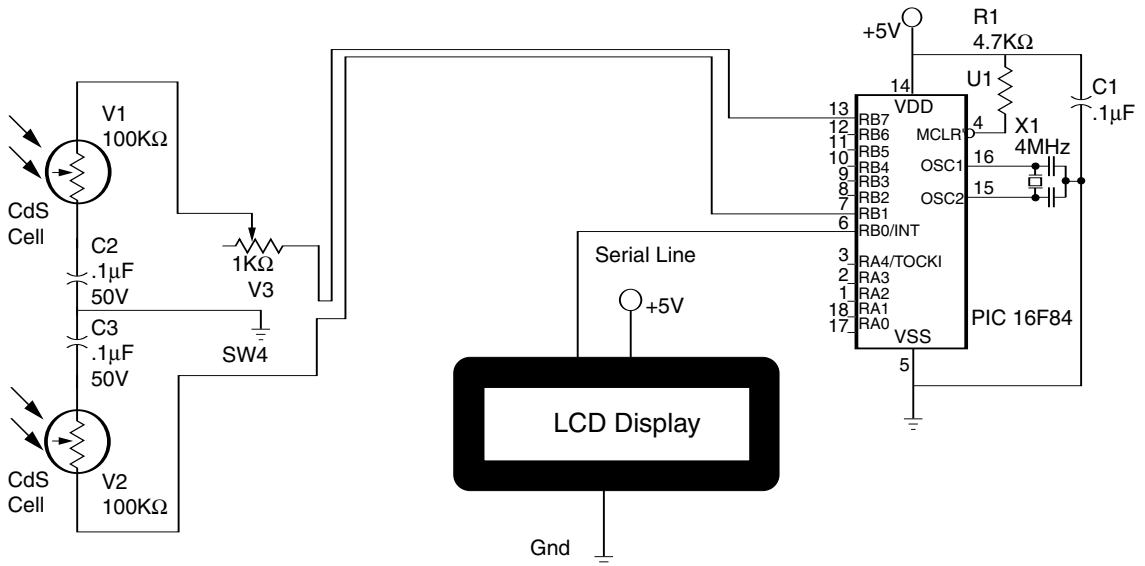 V1
100KΩ
CdS
Cell
C2
.1µF
50V
C3
.1µF
50V
SW4
CdS
Cell
V2
100KΩ
1KΩ
V3
Serial Line
+5V
LCD Display
Gnd
+5V
R1
4.7KΩ
U1
C1
.1µF
14
VDD
13 RB7
12 RB6
11 RB5
10 RB4
9 RB3
8 RB2
7 RB1
6 RB0/INT
3 RA4/TOCKI
2 RA3
1 RA2
18 RA1
17 RA0
MCLR' 4
X1
4MHz
OSC1 16
OSC2 15
VSS
5
PIC 16F84